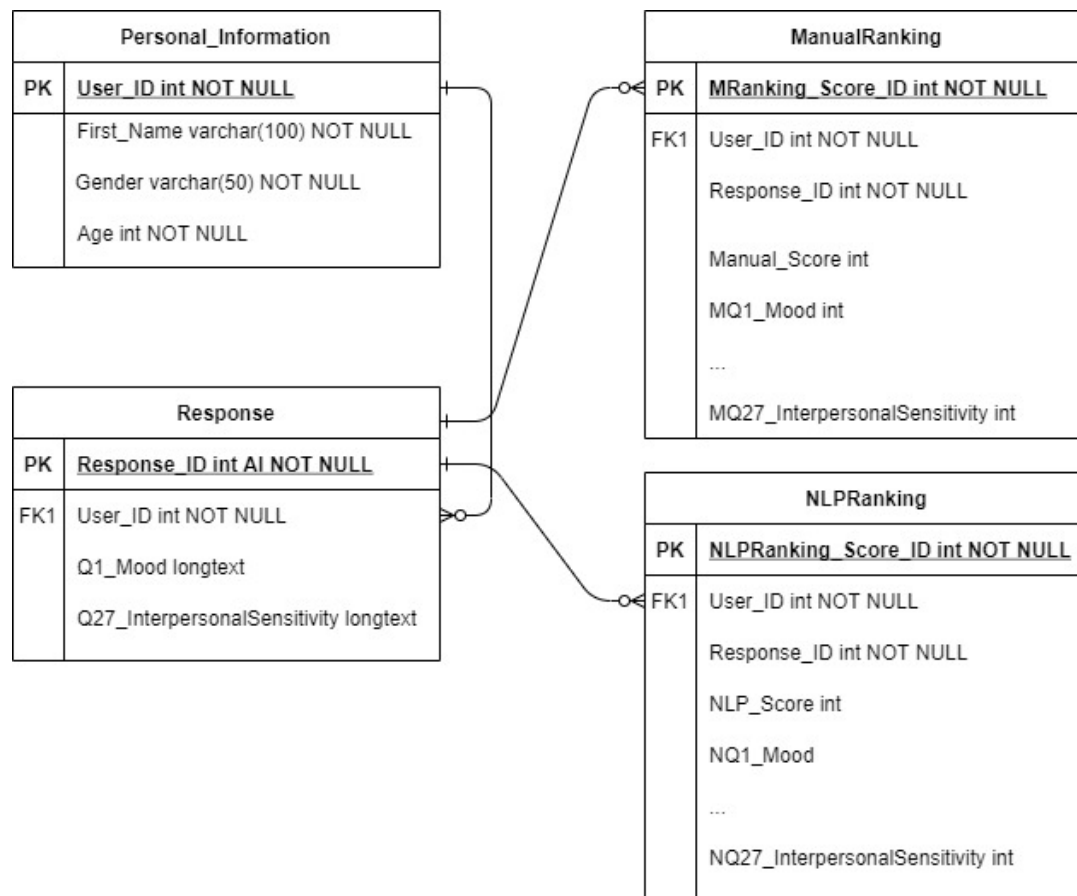 Personal_Information
PK User_ID int NOT NULL
First_Name varchar(100) NOT NULL
Gender varchar(50) NOT NULL
Age int NOT NULL
Response
PK Response_ID int AI NOT NULL
FK1 User_ID int NOT NULL
Q1_Mood longtext
Q27_InterpersonalSensitivity longtext
ManualRanking
PK MRanking_Score_ID int NOT NULL
FK1 User_ID int NOT NULL
Response_ID int NOT NULL
Manual_Score int
MQ1_Mood int
...
MQ27_InterpersonalSensitivity int
NLPRanking
PK NLPRanking_Score_ID int NOT NULL
FK1 User_ID int NOT NULL
Response_ID int NOT NULL
NLP_Score int
NQ1_Mood
...
NQ27_InterpersonalSensitivity int